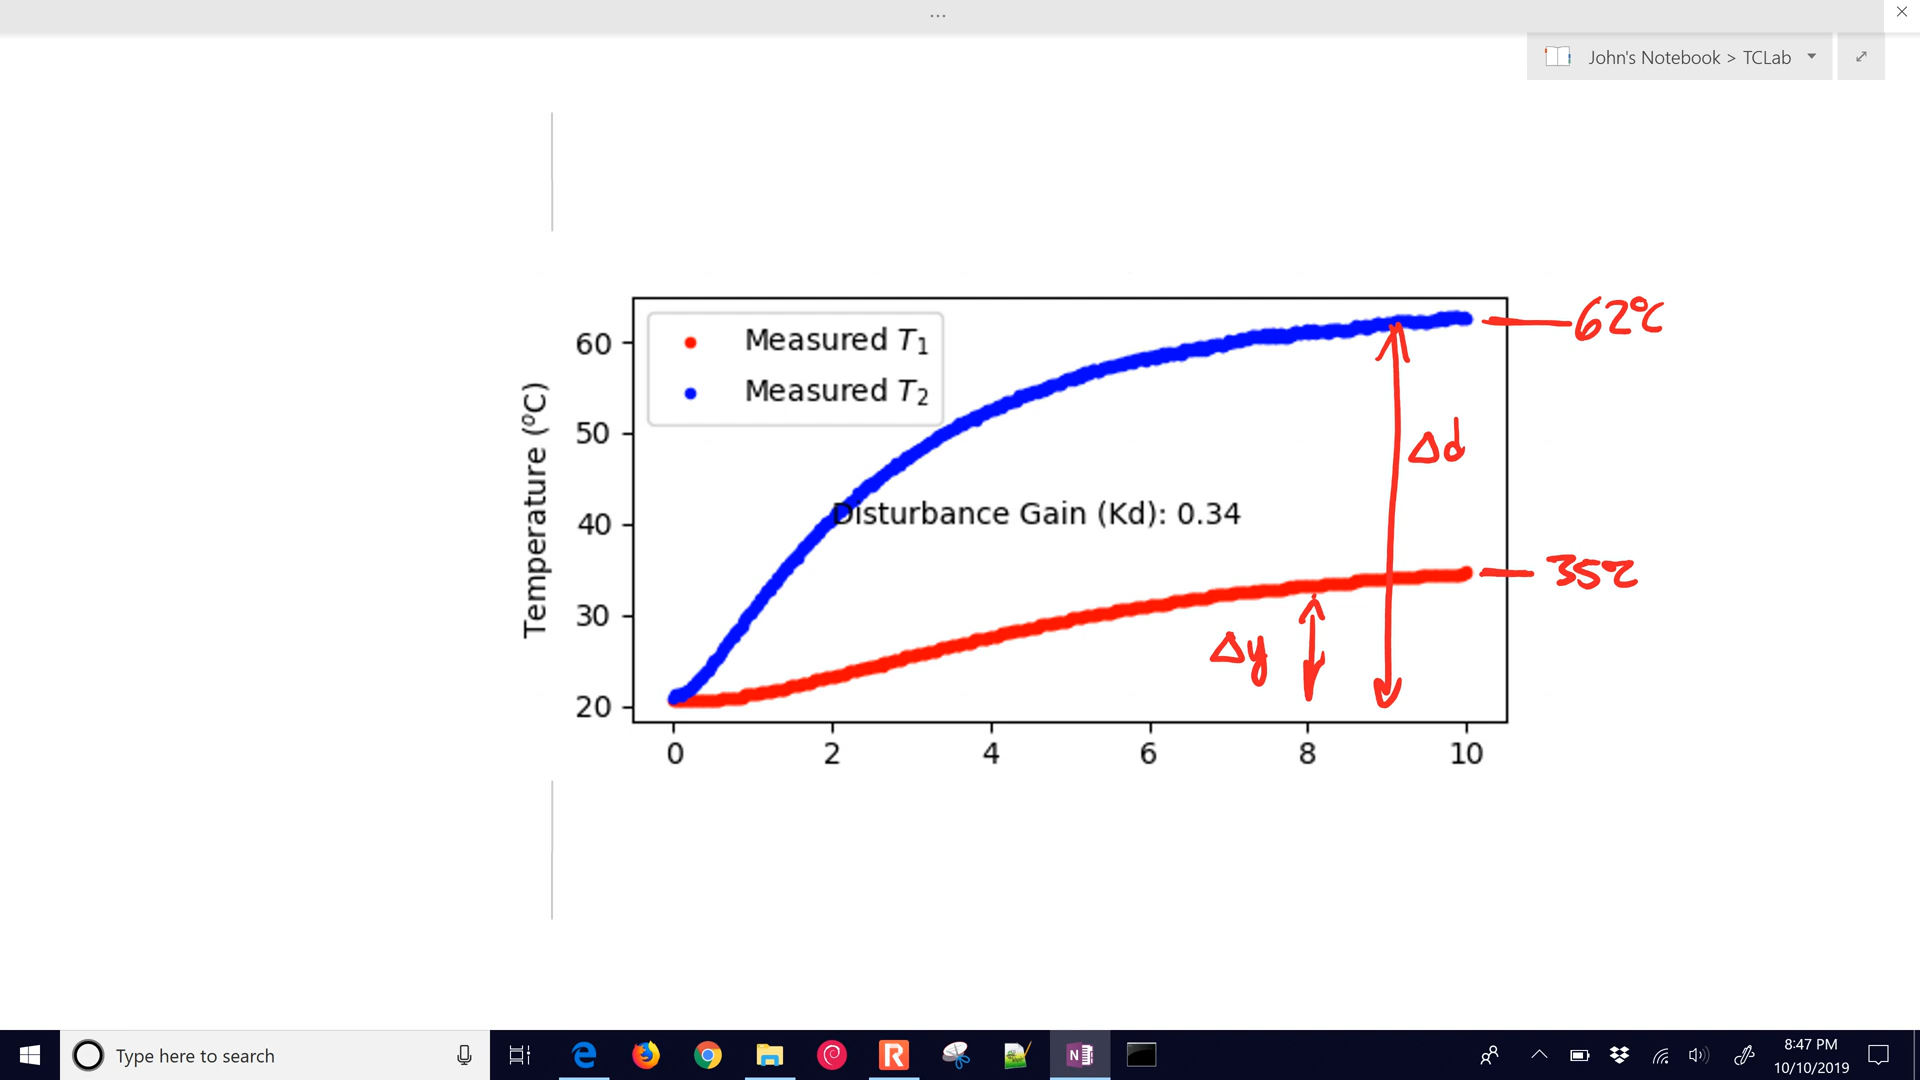 ...
John's Notebook > TCLab
62°C
60
Measured T₁
Measured T₂
50
Δd
Temperature (⁰C)
40
Disturbance Gain (Kd): 0.34
35°C
30
Δy
20
0 2 4 6 8 10
Type here to search
8:47 PM
10/10/2019